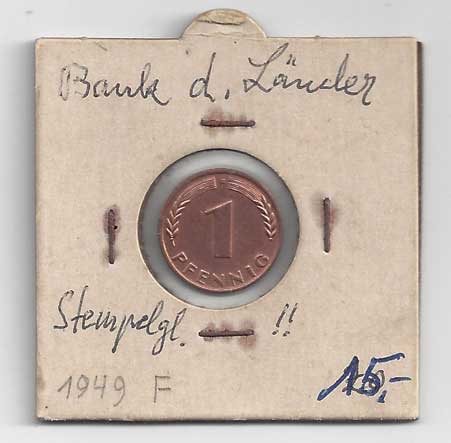 Bank d. Länder
1
PFENNIG
Stempelgl. !!
1949 F
15,-